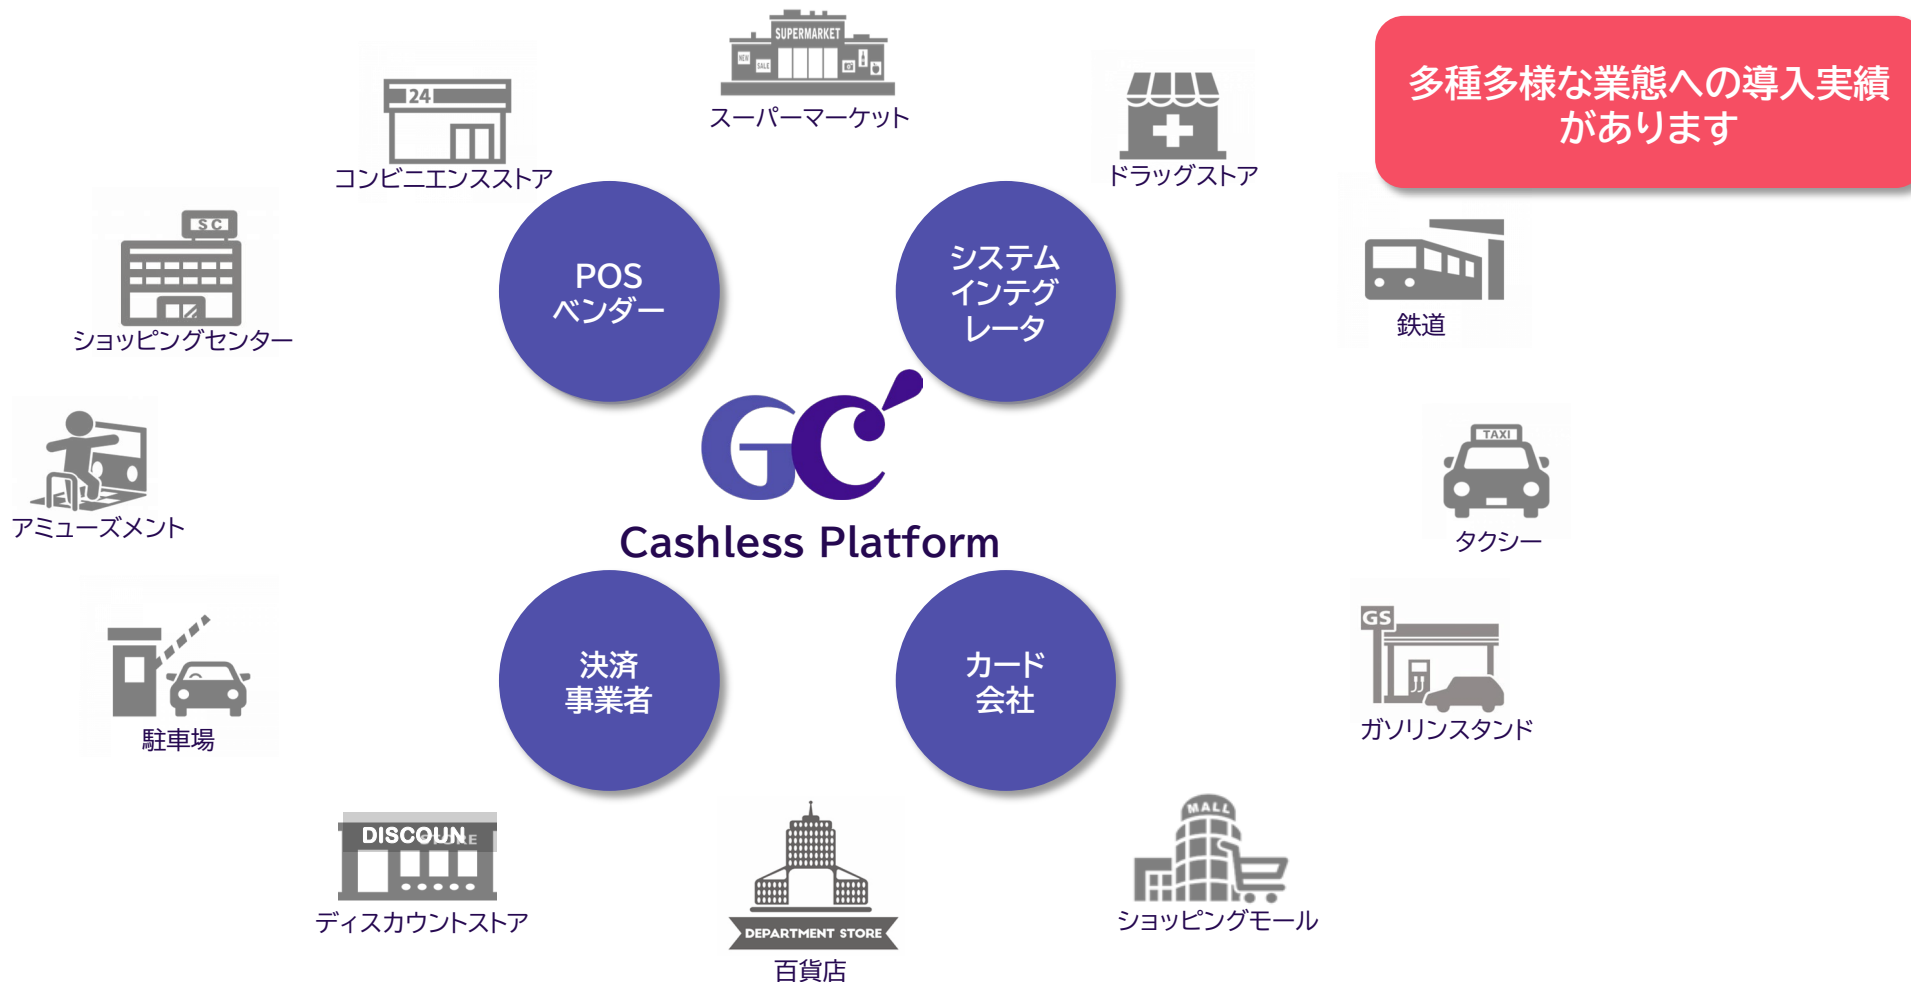 SUPERMARKET
NEW
SALE
スーパーマーケット
多種多様な業態への導入実績
があります
24
コンビニエンスストア
ドラッグストア
SC
ショッピングセンター
POS
ベンダー
システム
インテグ
レータ
鉄道
アミューズメント
GC
Cashless Platform
TAXI
タクシー
駐車場
決済
事業者
カード
会社
GS
ガソリンスタンド
DISCOUN
STORE
ディスカウントストア
DEPARTMENT STORE
百貨店
MALL
ショッピングモール